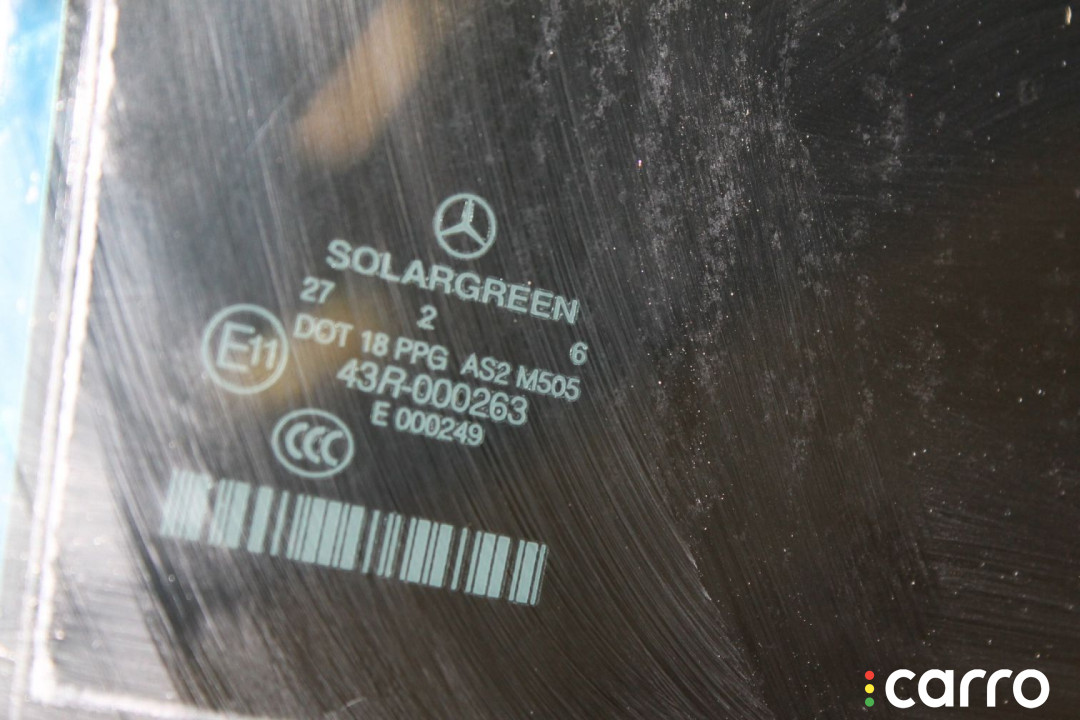 SOLARGREEN
27 2 6
E11
DOT 18 PPG AS2 M505
43R-000263
E 000249
CCC
carro